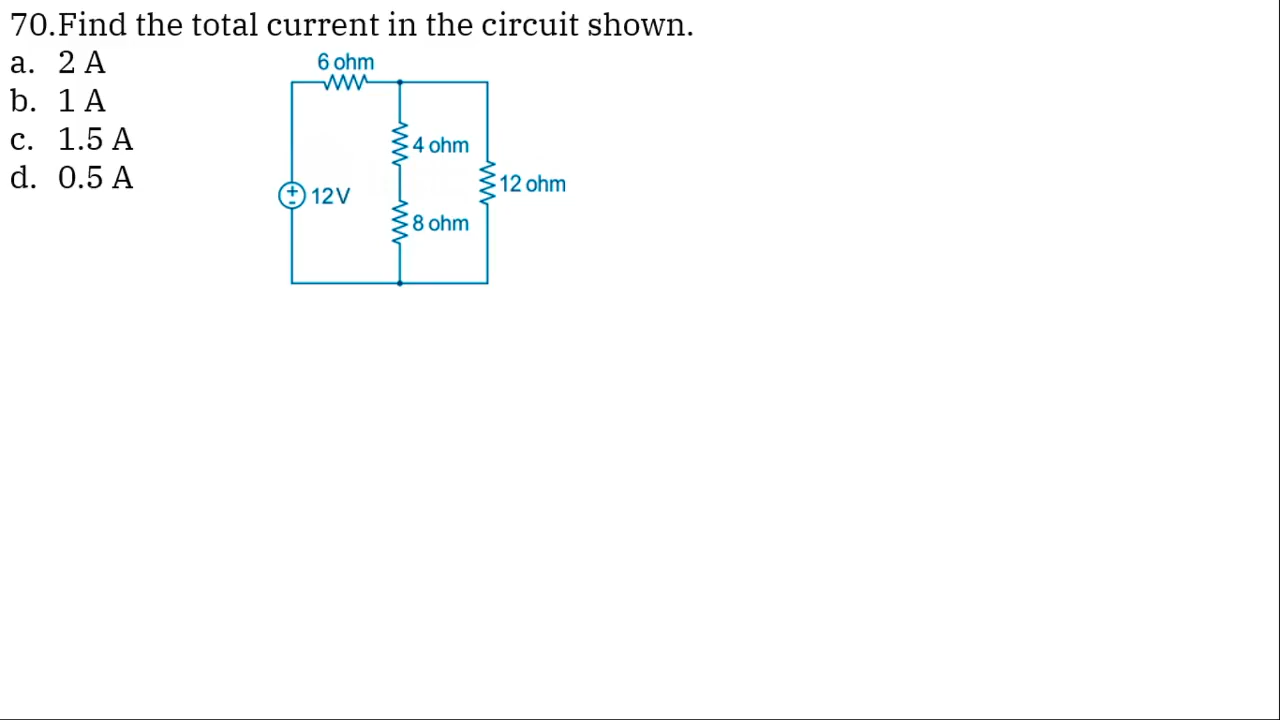 70.Find the total current in the circuit shown.
a. 2 A
b. 1 A
c. 1.5 A
d. 0.5 A
6 ohm
4 ohm
12 ohm
12V
8 ohm